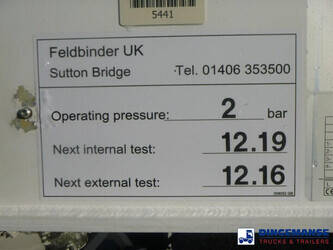 5441
Feldbinder UK
Sutton Bridge Tel. 01406 353500
Operating pressure: 2 bar
Next internal test: 12.19
Next external test: 12.16
DINGEMANSE
TRUCKS & TRAILERS